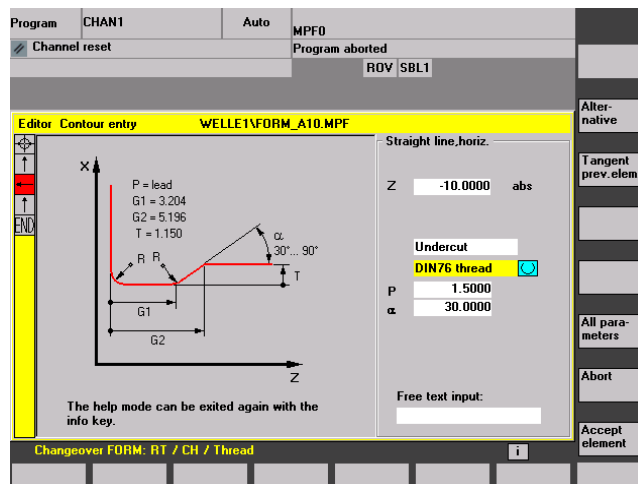 Program CHAN1 Auto MPF0
Channel reset Program aborted
ROV SBL1
Editor Contour entry WELLE1\FORM_A10.MPF
END
X
P = lead
G1 = 3.204
G2 = 5.196
T = 1.150
α
30°... 90°
R R
T
G1
G2
Z
The help mode can be exited again with the
info key.
Straight line,horiz.
Z -10.0000 abs
Undercut
DIN76 thread
P 1.5000
α 30.0000
Free text input:
Alter-
native
Tangent
prev.elem
All para-
meters
Abort
Accept
element
Changeover FORM: RT / CH / Thread i